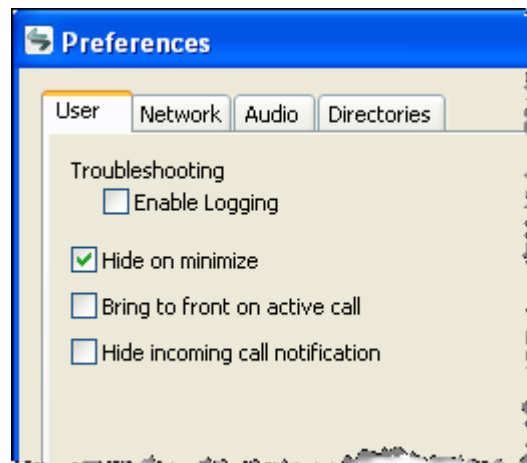 Preferences
User Network Audio Directories
Troubleshooting
Enable Logging
Hide on minimize
Bring to front on active call
Hide incoming call notification